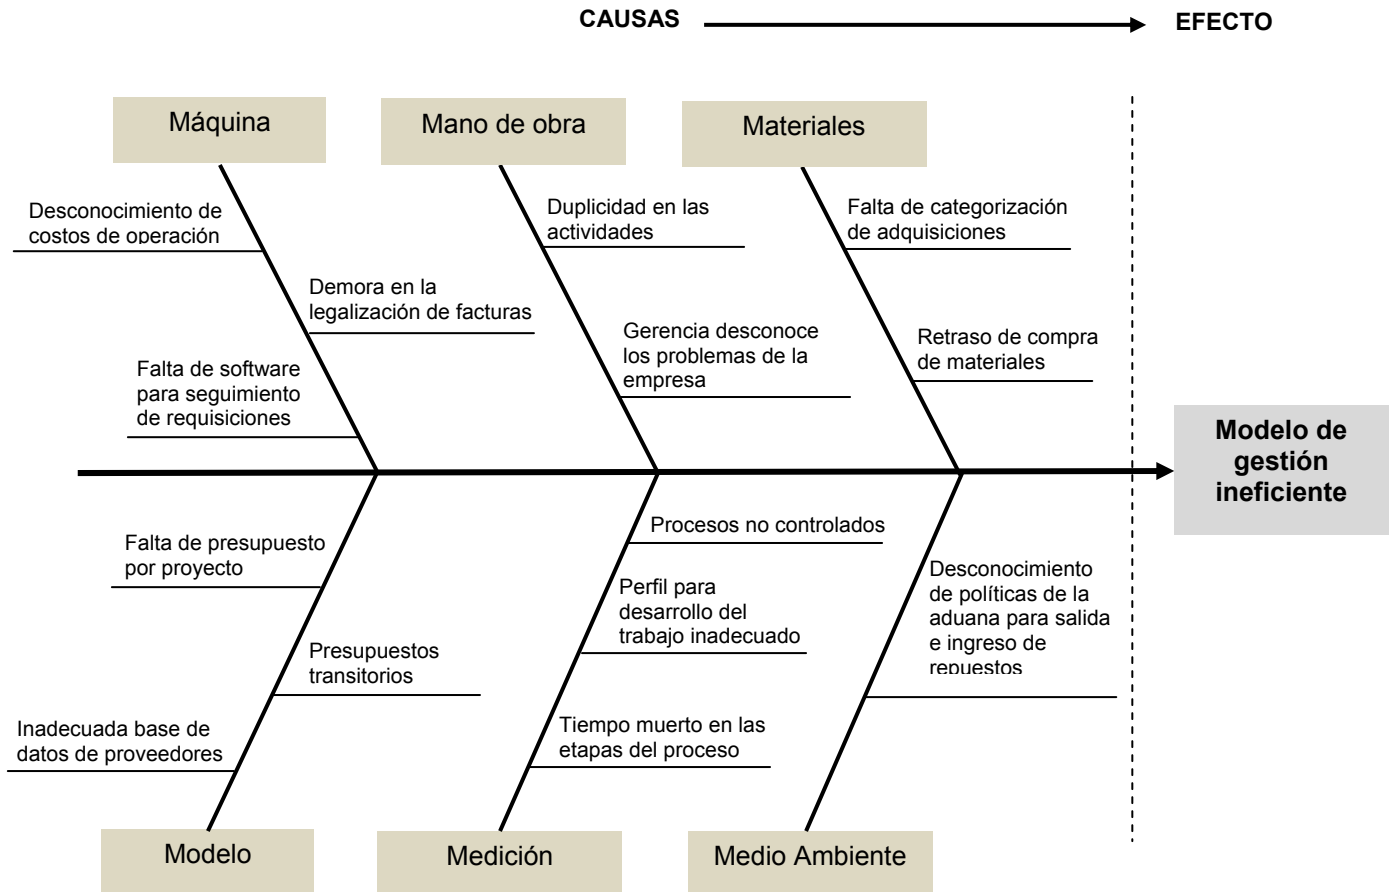 CAUSAS
EFECTO
Máquina
Mano de obra
Materiales
Desconocimiento de
costos de operación
Demora en la
legalización de facturas
Falta de software
para seguimiento
de requisiciones
Duplicidad en las
actividades
Gerencia desconoce
los problemas de la
empresa
Falta de categorización
de adquisiciones
Retraso de compra
de materiales
Modelo de
gestión
ineficiente
Falta de presupuesto
por proyecto
Presupuestos
transitorios
Inadecuada base de
datos de proveedores
Procesos no controlados
Perfil para
desarrollo del
trabajo inadecuado
Tiempo muerto en las
etapas del proceso
Desconocimiento
de políticas de la
aduana para salida
e ingreso de
repuestos
Modelo
Medición
Medio Ambiente